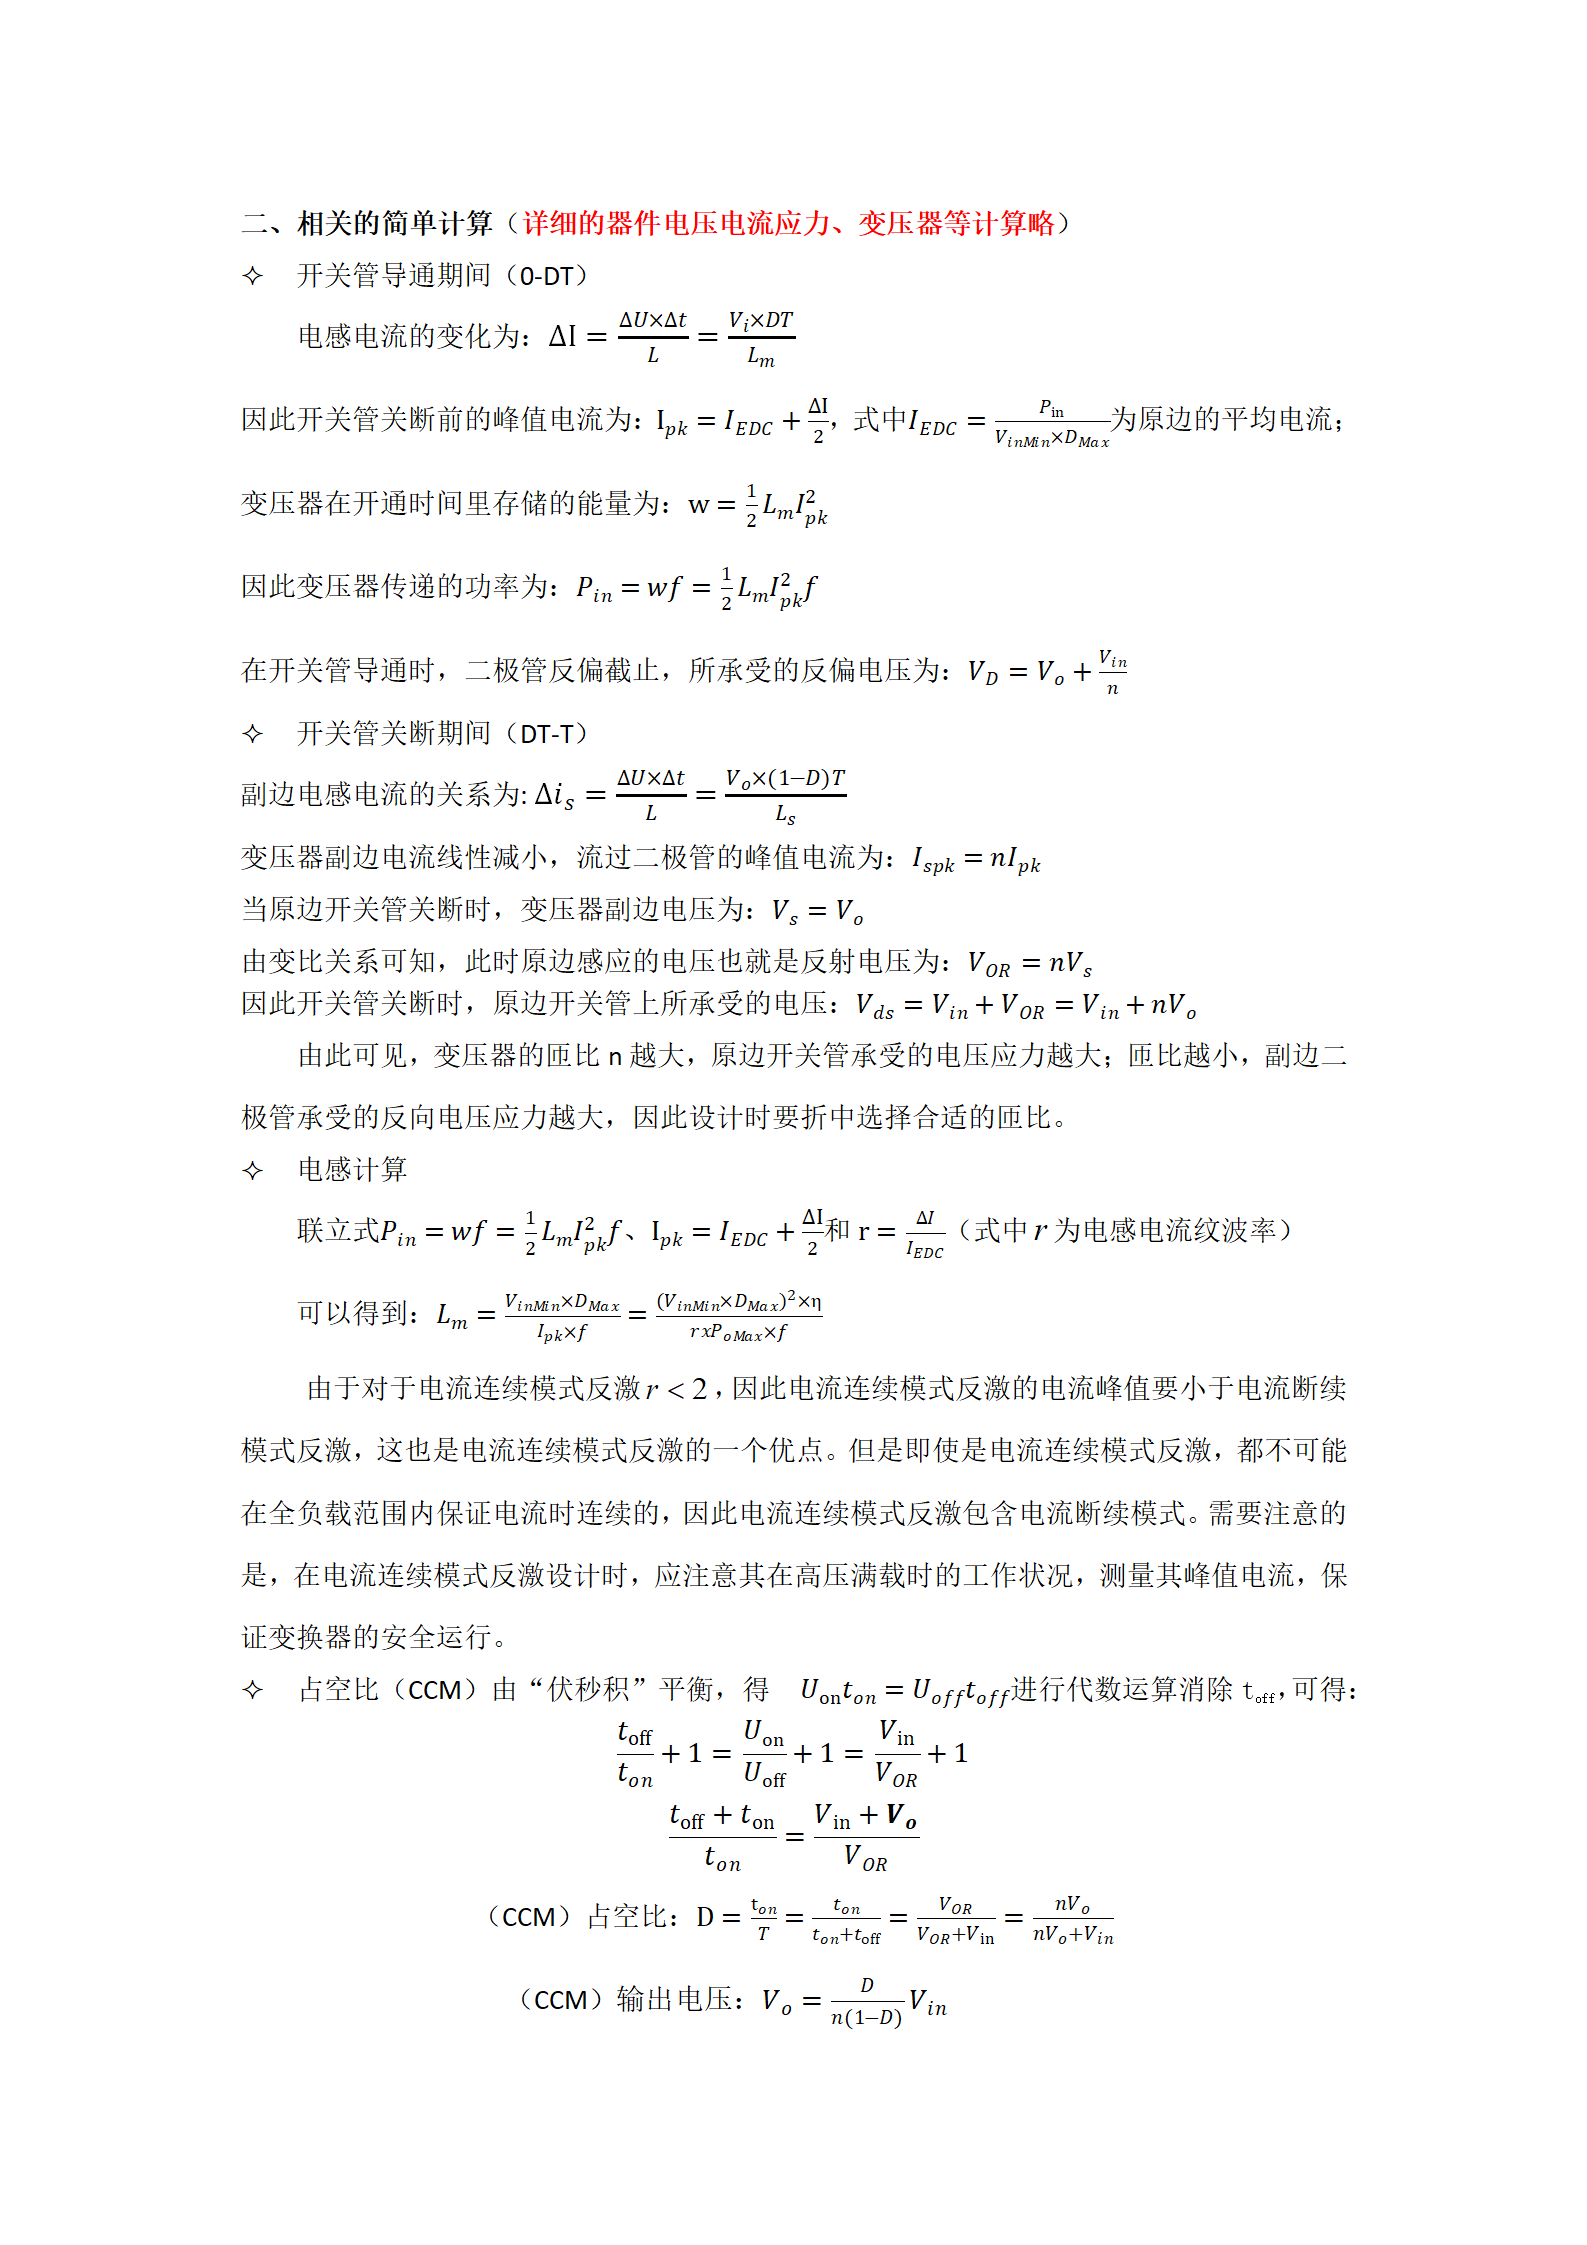 二、相关的简单计算（详细的器件电压电流应力、变压器等计算略）
✧ 开关管导通期间（0-DT）
电感电流的变化为：ΔI = \frac{ΔU×Δt}{L} = \frac{V_i×DT}{L_m}
因此开关管关断前的峰值电流为：I_{pk} = I_{EDC} + \frac{ΔI}{2}，式中I_{EDC} = \frac{P_{in}}{V_{inMin}×D_{Max}}为原边的平均电流；
变压器在开通时间里存储的能量为：w = \frac{1}{2}L_mI_{pk}^2
因此变压器传递的功率为：P_{in} = wf = \frac{1}{2}L_mI_{pk}^2f
在开关管导通时，二极管反偏截止，所承受的反偏电压为：V_D = V_o + \frac{V_{in}}{n}
✧ 开关管关断期间（DT-T）
副边电感电流的关系为: Δi_s = \frac{ΔU×Δt}{L} = \frac{V_o×(1−D)T}{L_s}
变压器副边电流线性减小，流过二极管的峰值电流为：I_{spk} = nI_{pk}
当原边开关管关断时，变压器副边电压为：V_s = V_o
由变比关系可知，此时原边感应的电压也就是反射电压为：V_{OR} = nV_s
因此开关管关断时，原边开关管上所承受的电压：V_{ds} = V_{in} + V_{OR} = V_{in} + nV_o
由此可见，变压器的匝比 n 越大，原边开关管承受的电压应力越大；匝比越小，副边二
极管承受的反向电压应力越大，因此设计时要折中选择合适的匝比。
✧ 电感计算
联立式P_{in} = wf = \frac{1}{2}L_mI_{pk}^2f、I_{pk} = I_{EDC} + \frac{ΔI}{2}和 r = \frac{ΔI}{I_{EDC}}（式中 r 为电感电流纹波率）
可以得到：L_m = \frac{V_{inMin}×D_{Max}}{I_{pk}×f} = \frac{(V_{inMin}×D_{Max})^2×η}{rxP_{oMax}×f}
由于对于电流连续模式反激 r < 2，因此电流连续模式反激的电流峰值要小于电流断续
模式反激，这也是电流连续模式反激的一个优点。但是即使是电流连续模式反激，都不可能
在全负载范围内保证电流时连续的，因此电流连续模式反激包含电流断续模式。需要注意的
是，在电流连续模式反激设计时，应注意其在高压满载时的工作状况，测量其峰值电流，保
证变换器的安全运行。
✧ 占空比（CCM）由“伏秒积”平衡，得 U_{on}t_{on} = U_{off}t_{off}进行代数运算消除 t_{off}，可得：
\frac{t_{off}}{t_{on}} + 1 = \frac{U_{on}}{U_{off}} + 1 = \frac{V_{in}}{V_{OR}} + 1
\frac{t_{off} + t_{on}}{t_{on}} = \frac{V_{in} + V_o}{V_{OR}}
（CCM）占空比：D = \frac{t_{on}}{T} = \frac{t_{on}}{t_{on}+t_{off}} = \frac{V_{OR}}{V_{OR}+V_{in}} = \frac{nV_o}{nV_o+V_{in}}
（CCM）输出电压：V_o = \frac{D}{n(1−D)}V_{in}